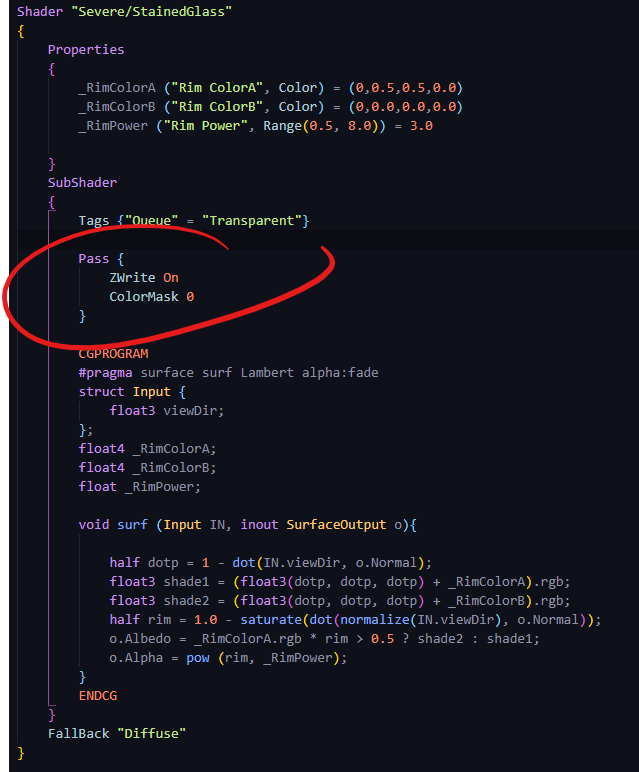 Shader "Severe/StainedGlass"
{
Properties
{
_RimColorA ("Rim ColorA", Color) = (0,0.5,0.5,0.0)
_RimColorB ("Rim ColorB", Color) = (0,0.0,0.0,0.0)
_RimPower ("Rim Power", Range(0.5, 8.0)) = 3.0
}
SubShader
{
Tags {"Queue" = "Transparent"}
Pass {
ZWrite On
ColorMask 0
}
CGPROGRAM
#pragma surface surf Lambert alpha:fade
struct Input {
float3 viewDir;
};
float4 _RimColorA;
float4 _RimColorB;
float _RimPower;
void surf (Input IN, inout SurfaceOutput o){
half dotp = 1 - dot(IN.viewDir, o.Normal);
float3 shade1 = (float3(dotp, dotp, dotp) + _RimColorA).rgb;
float3 shade2 = (float3(dotp, dotp, dotp) + _RimColorB).rgb;
half rim = 1.0 - saturate(dot(normalize(IN.viewDir), o.Normal));
o.Albedo = _RimColorA.rgb * rim > 0.5 ? shade2 : shade1;
o.Alpha = pow (rim, _RimPower);
}
ENDCG
}
FallBack "Diffuse"
}